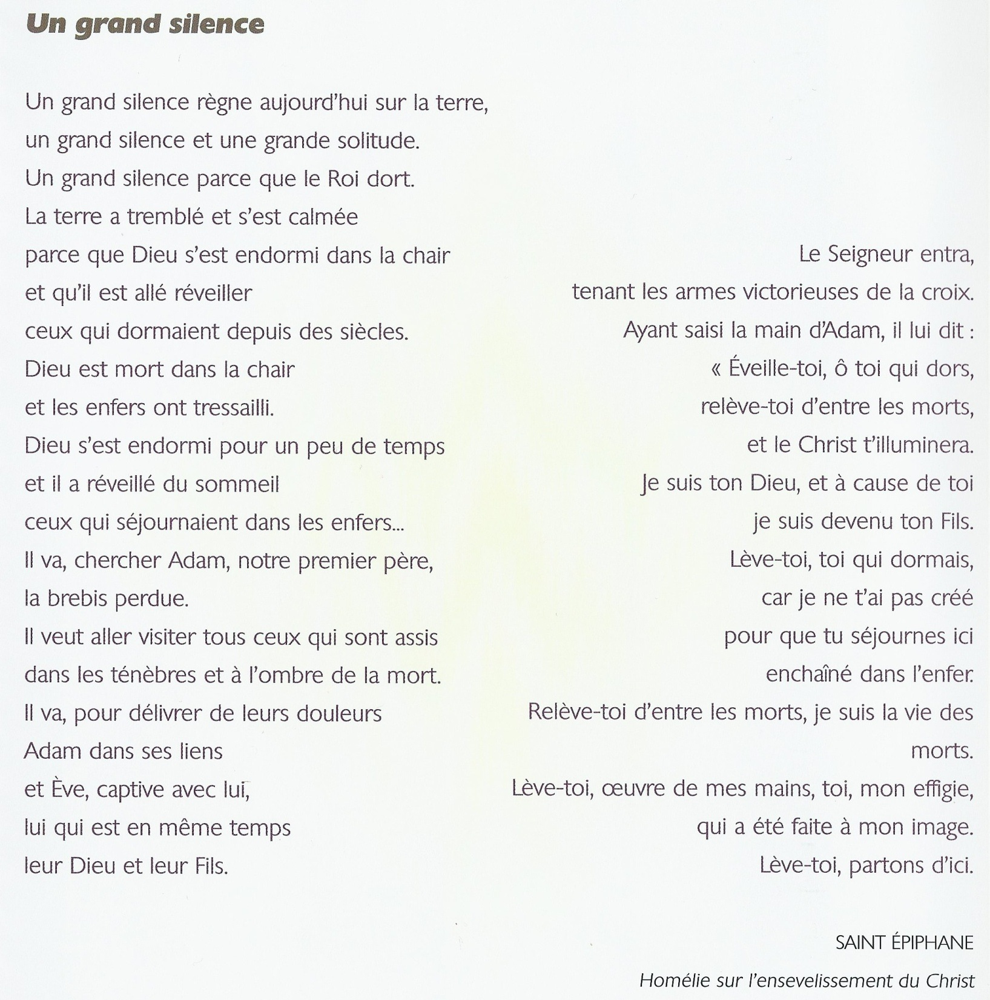 Un grand silence
Un grand silence règne aujourd'hui sur la terre,
un grand silence et une grande solitude.
Un grand silence parce que le Roi dort.
La terre a tremblé et s'est calmée
parce que Dieu s'est endormi dans la chair
et qu'il est allé réveiller
ceux qui dormaient depuis des siècles.
Dieu est mort dans la chair
et les enfers ont tressailli.
Dieu s'est endormi pour un peu de temps
et il a réveillé du sommeil
ceux qui séjournaient dans les enfers...
Il va, chercher Adam, notre premier père,
la brebis perdue.
Il veut aller visiter tous ceux qui sont assis
dans les ténèbres et à l'ombre de la mort.
Il va, pour délivrer de leurs douleurs
Adam dans ses liens
et Ève, captive avec lui,
lui qui est en même temps
leur Dieu et leur Fils.
Le Seigneur entra,
tenant les armes victorieuses de la croix.
Ayant saisi la main d'Adam, il lui dit :
« Éveille-toi, ô toi qui dors,
relève-toi d'entre les morts,
et le Christ t'illuminera.
Je suis ton Dieu, et à cause de toi
je suis devenu ton Fils.
Lève-toi, toi qui dormais,
car je ne t'ai pas créé
pour que tu séjournes ici
enchaîné dans l'enfer.
Relève-toi d'entre les morts, je suis la vie des
morts.
Lève-toi, œuvre de mes mains, toi, mon effigie,
qui a été faite à mon image.
Lève-toi, partons d'ici.
SAINT ÉPIPHANE
Homélie sur l'ensevelissement du Christ